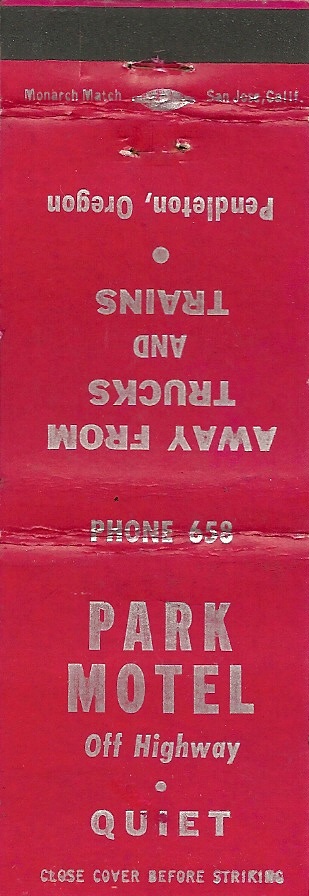 Monarch Match San Jose, Calif.
AWAY FROM
TRUCKS
AND
TRAINS
•
Pendleton, Oregon
PHONE 658
PARK
MOTEL
Off Highway
•
QUIET
CLOSE COVER BEFORE STRIKING